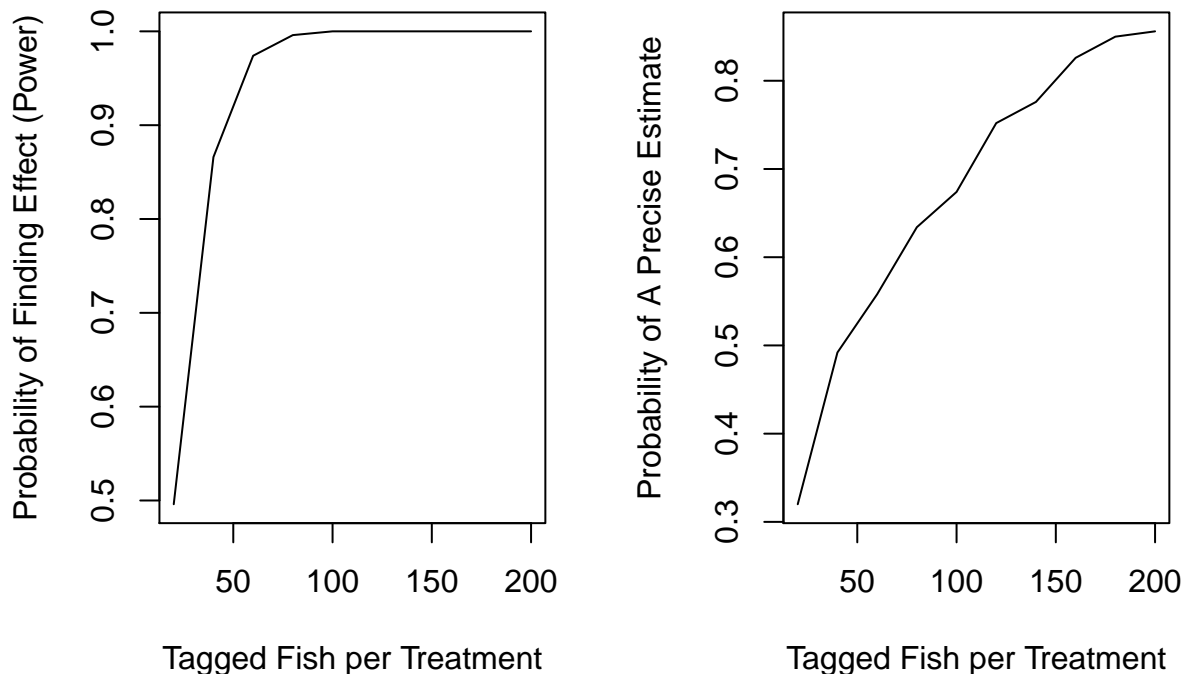 Probability of Finding Effect (Power)
1.0
0.9
0.8
0.7
0.6
0.5
50 100 150 200
Tagged Fish per Treatment
Probability of A Precise Estimate
0.8
0.7
0.6
0.5
0.4
0.3
50 100 150 200
Tagged Fish per Treatment